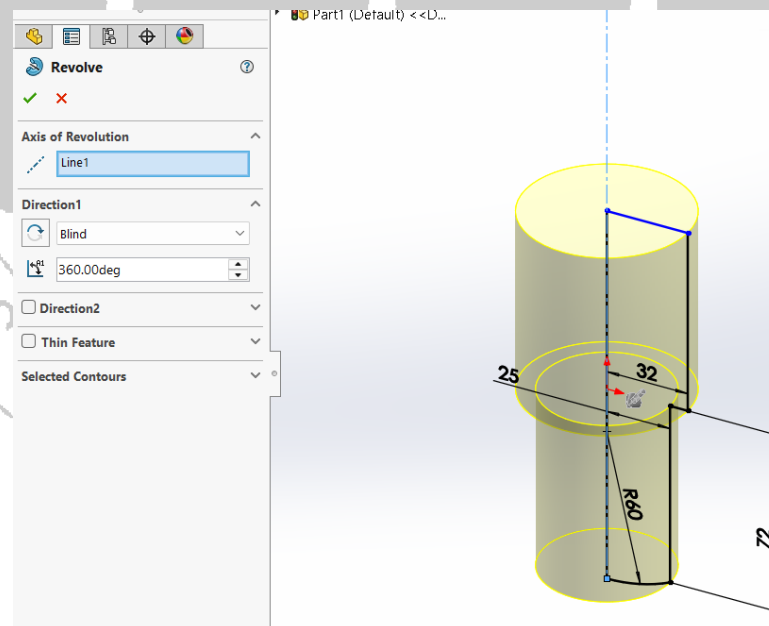 Part1 (Default) <<D...
Revolve
Axis of Revolution
Line1
Direction1
Blind
360.00deg
Direction2
Thin Feature
Selected Contours
25
32
R60
72